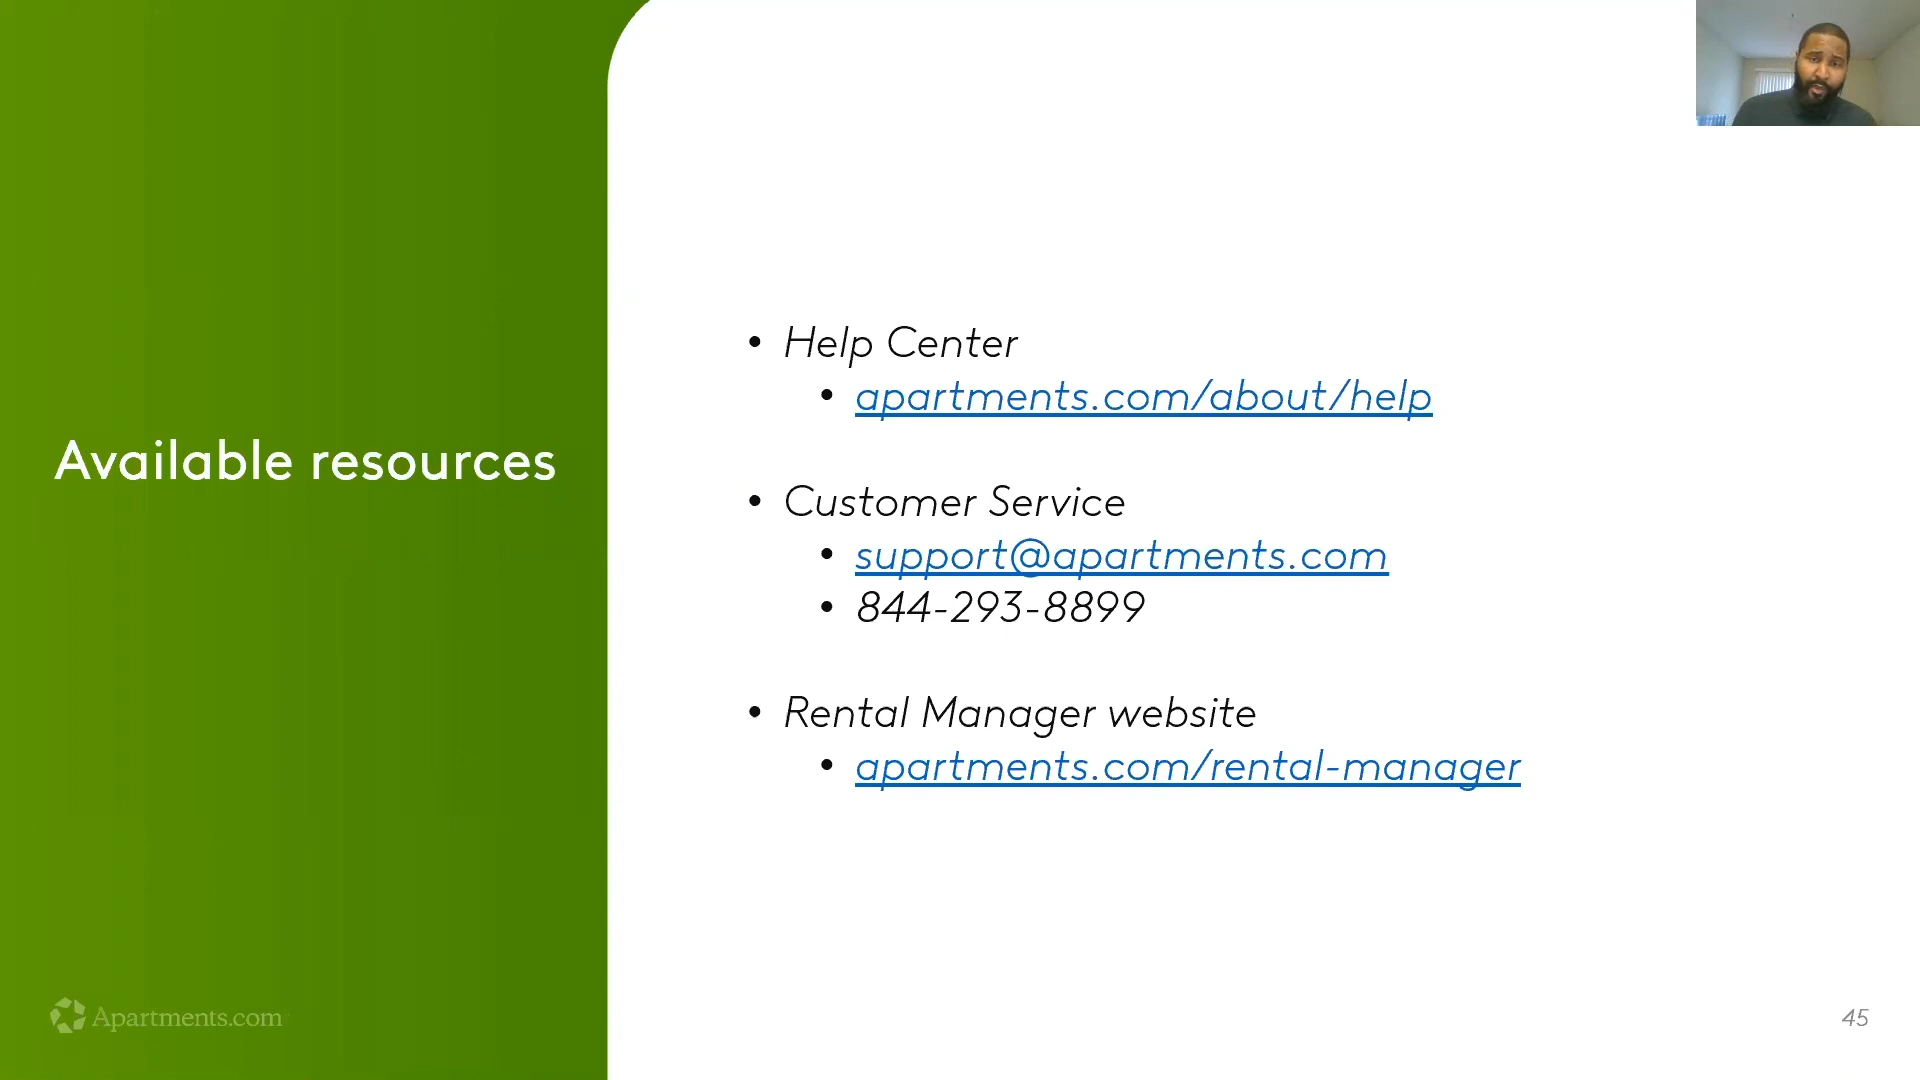 Available resources
• Help Center
• apartments.com/about/help
• Customer Service
• support@apartments.com
• 844-293-8899
• Rental Manager website
• apartments.com/rental-manager
Apartments.com
45